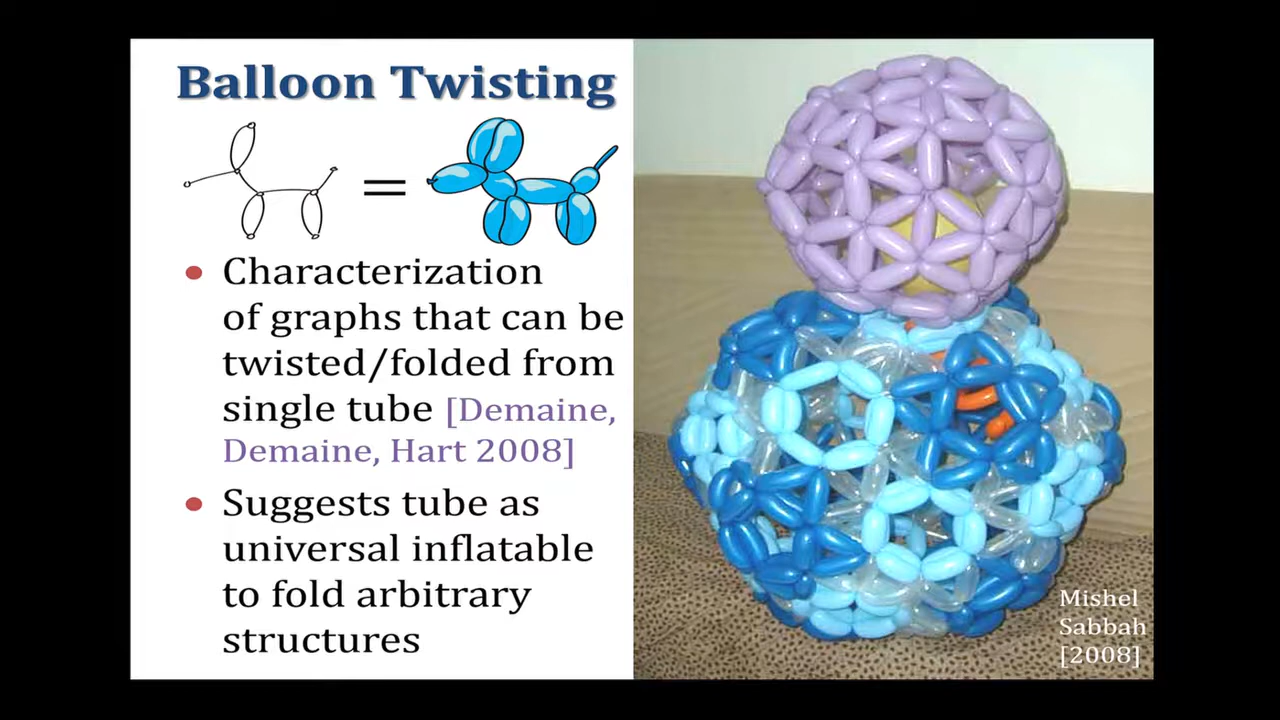 Balloon Twisting
=
• Characterization
of graphs that can be
twisted/folded from
single tube [Demaine,
Demaine, Hart 2008]
• Suggests tube as
universal inflatable
to fold arbitrary
structures
Mishel
Sabbah
[2008]